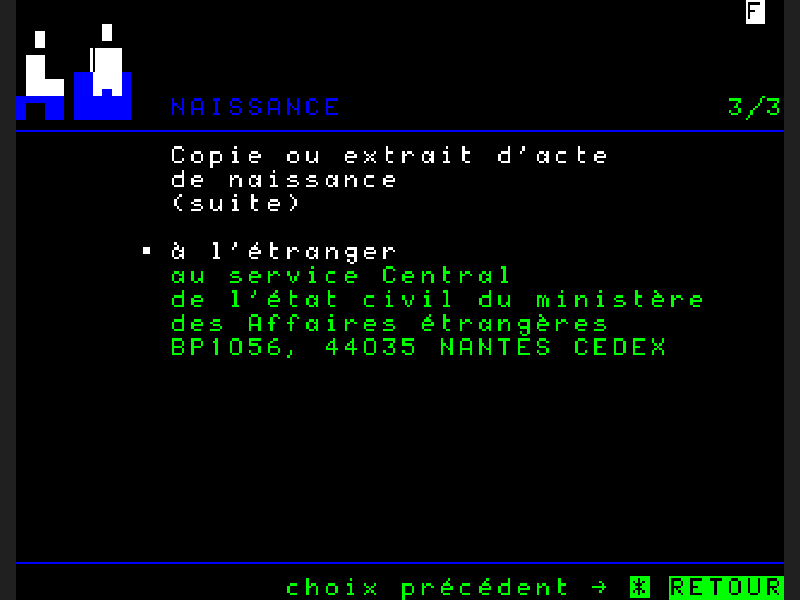 F
NAISSANCE 3/3
Copie ou extrait d'acte
de naissance
(suite)
▪ à l'étranger
au service Central
de l'état civil du ministère
des Affaires étrangères
BP1056, 44035 NANTES CEDEX
choix précédent → * RETOUR